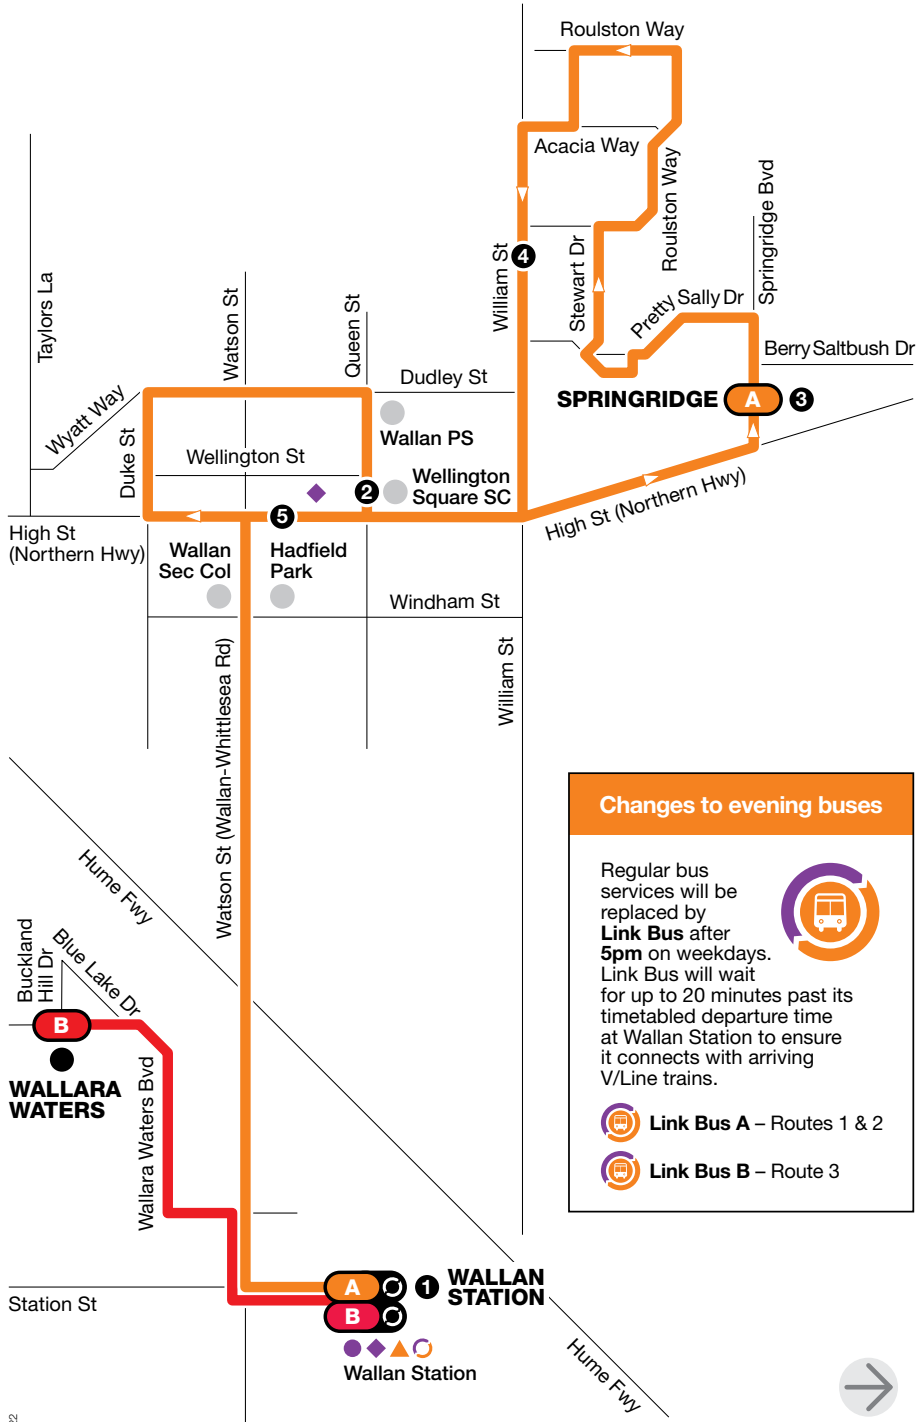 Roulston Way
Acacia Way
Roulston Way
Springridge Bvd
Taylors La
Watson St
Queen St
William St
4
Stewart Dr
Pretty Sally Dr
Berry Saltbush Dr
Dudley St
SPRINGRIDGE
A
3
Wyatt Way
Duke St
Wallan PS
Wellington St
Wellington
Square SC
2
5
High St (Northern Hwy)
High St
(Northern Hwy)
Wallan
Sec Col
Hadfield
Park
Windham St
William St
Watson St (Wallan-Whittlesea Rd)
Hume Fwy
Buckland
Hill Dr
Blue Lake Dr
B
WALLARA
WATERS
Wallara Waters Bvd
Changes to evening buses
Regular bus
services will be
replaced by
Link Bus after
5pm on weekdays.
Link Bus will wait
for up to 20 minutes past its
timetabled departure time
at Wallan Station to ensure
it connects with arriving
V/Line trains.
Link Bus A – Routes 1 & 2
Link Bus B – Route 3
Station St
A
B
1
WALLAN
STATION
Wallan Station
Hume Fwy
22